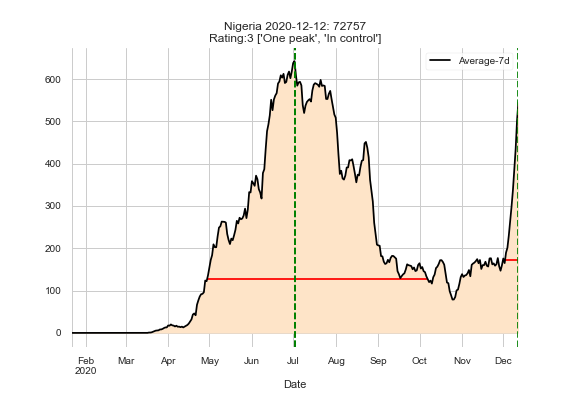 Nigeria 2020-12-12: 72757
Rating:3 ['One peak', 'In control']
Average-7d
600
500
400
300
200
100
0
Feb Mar Apr May Jun Jul Aug Sep Oct Nov Dec
2020
Date